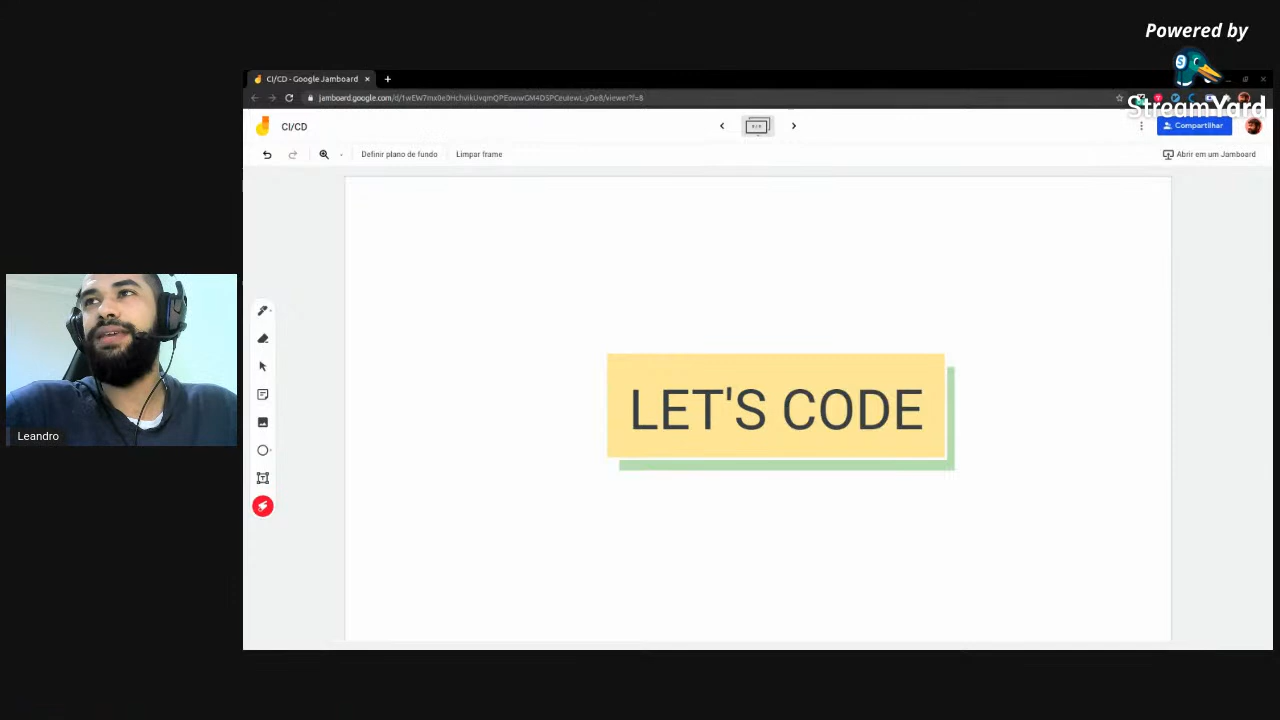 Powered by
StreamYard
CI/CD - Google Jamboard
CI/CD
Compartilhar
Definir plano de fundo
Limpar frame
Abrir em um Jamboard
LET'S CODE
Leandro